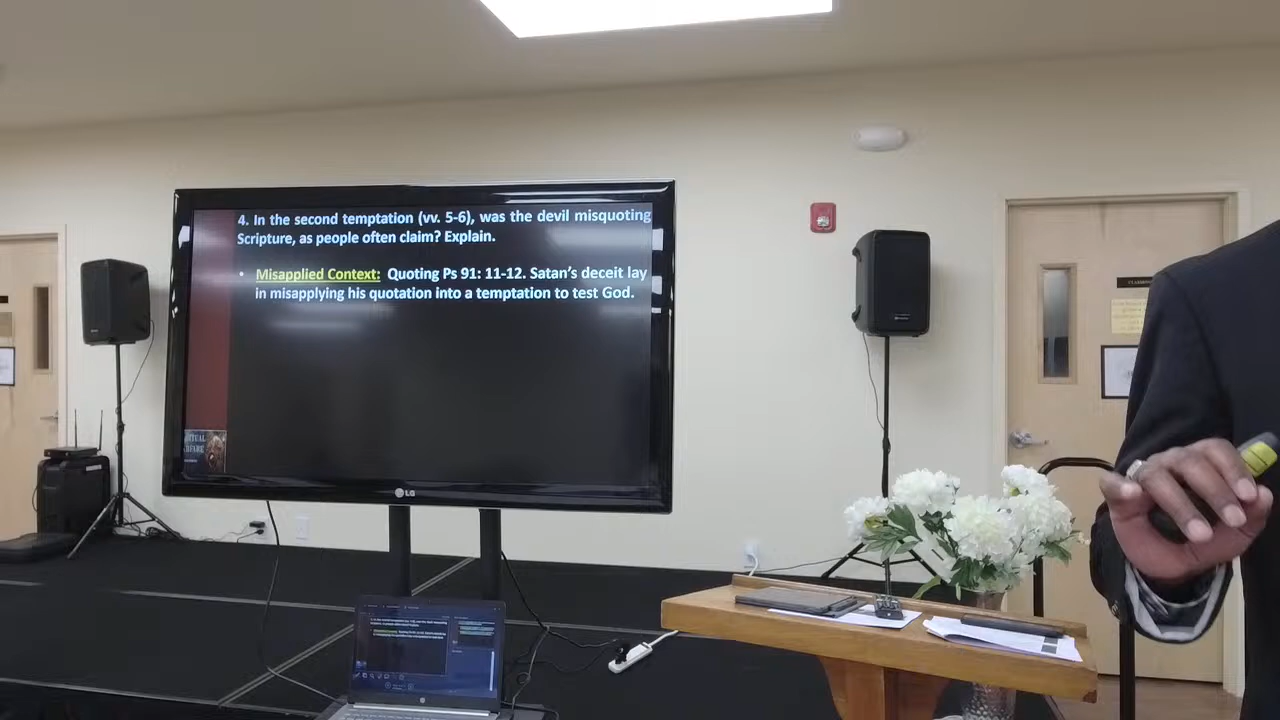 4. In the second temptation (vv. 5-6), was the devil misquoting
Scripture, as people often claim? Explain.
• Misapplied Context: Quoting Ps 91: 11-12. Satan's deceit lay
in misapplying his quotation into a temptation to test God.
LG